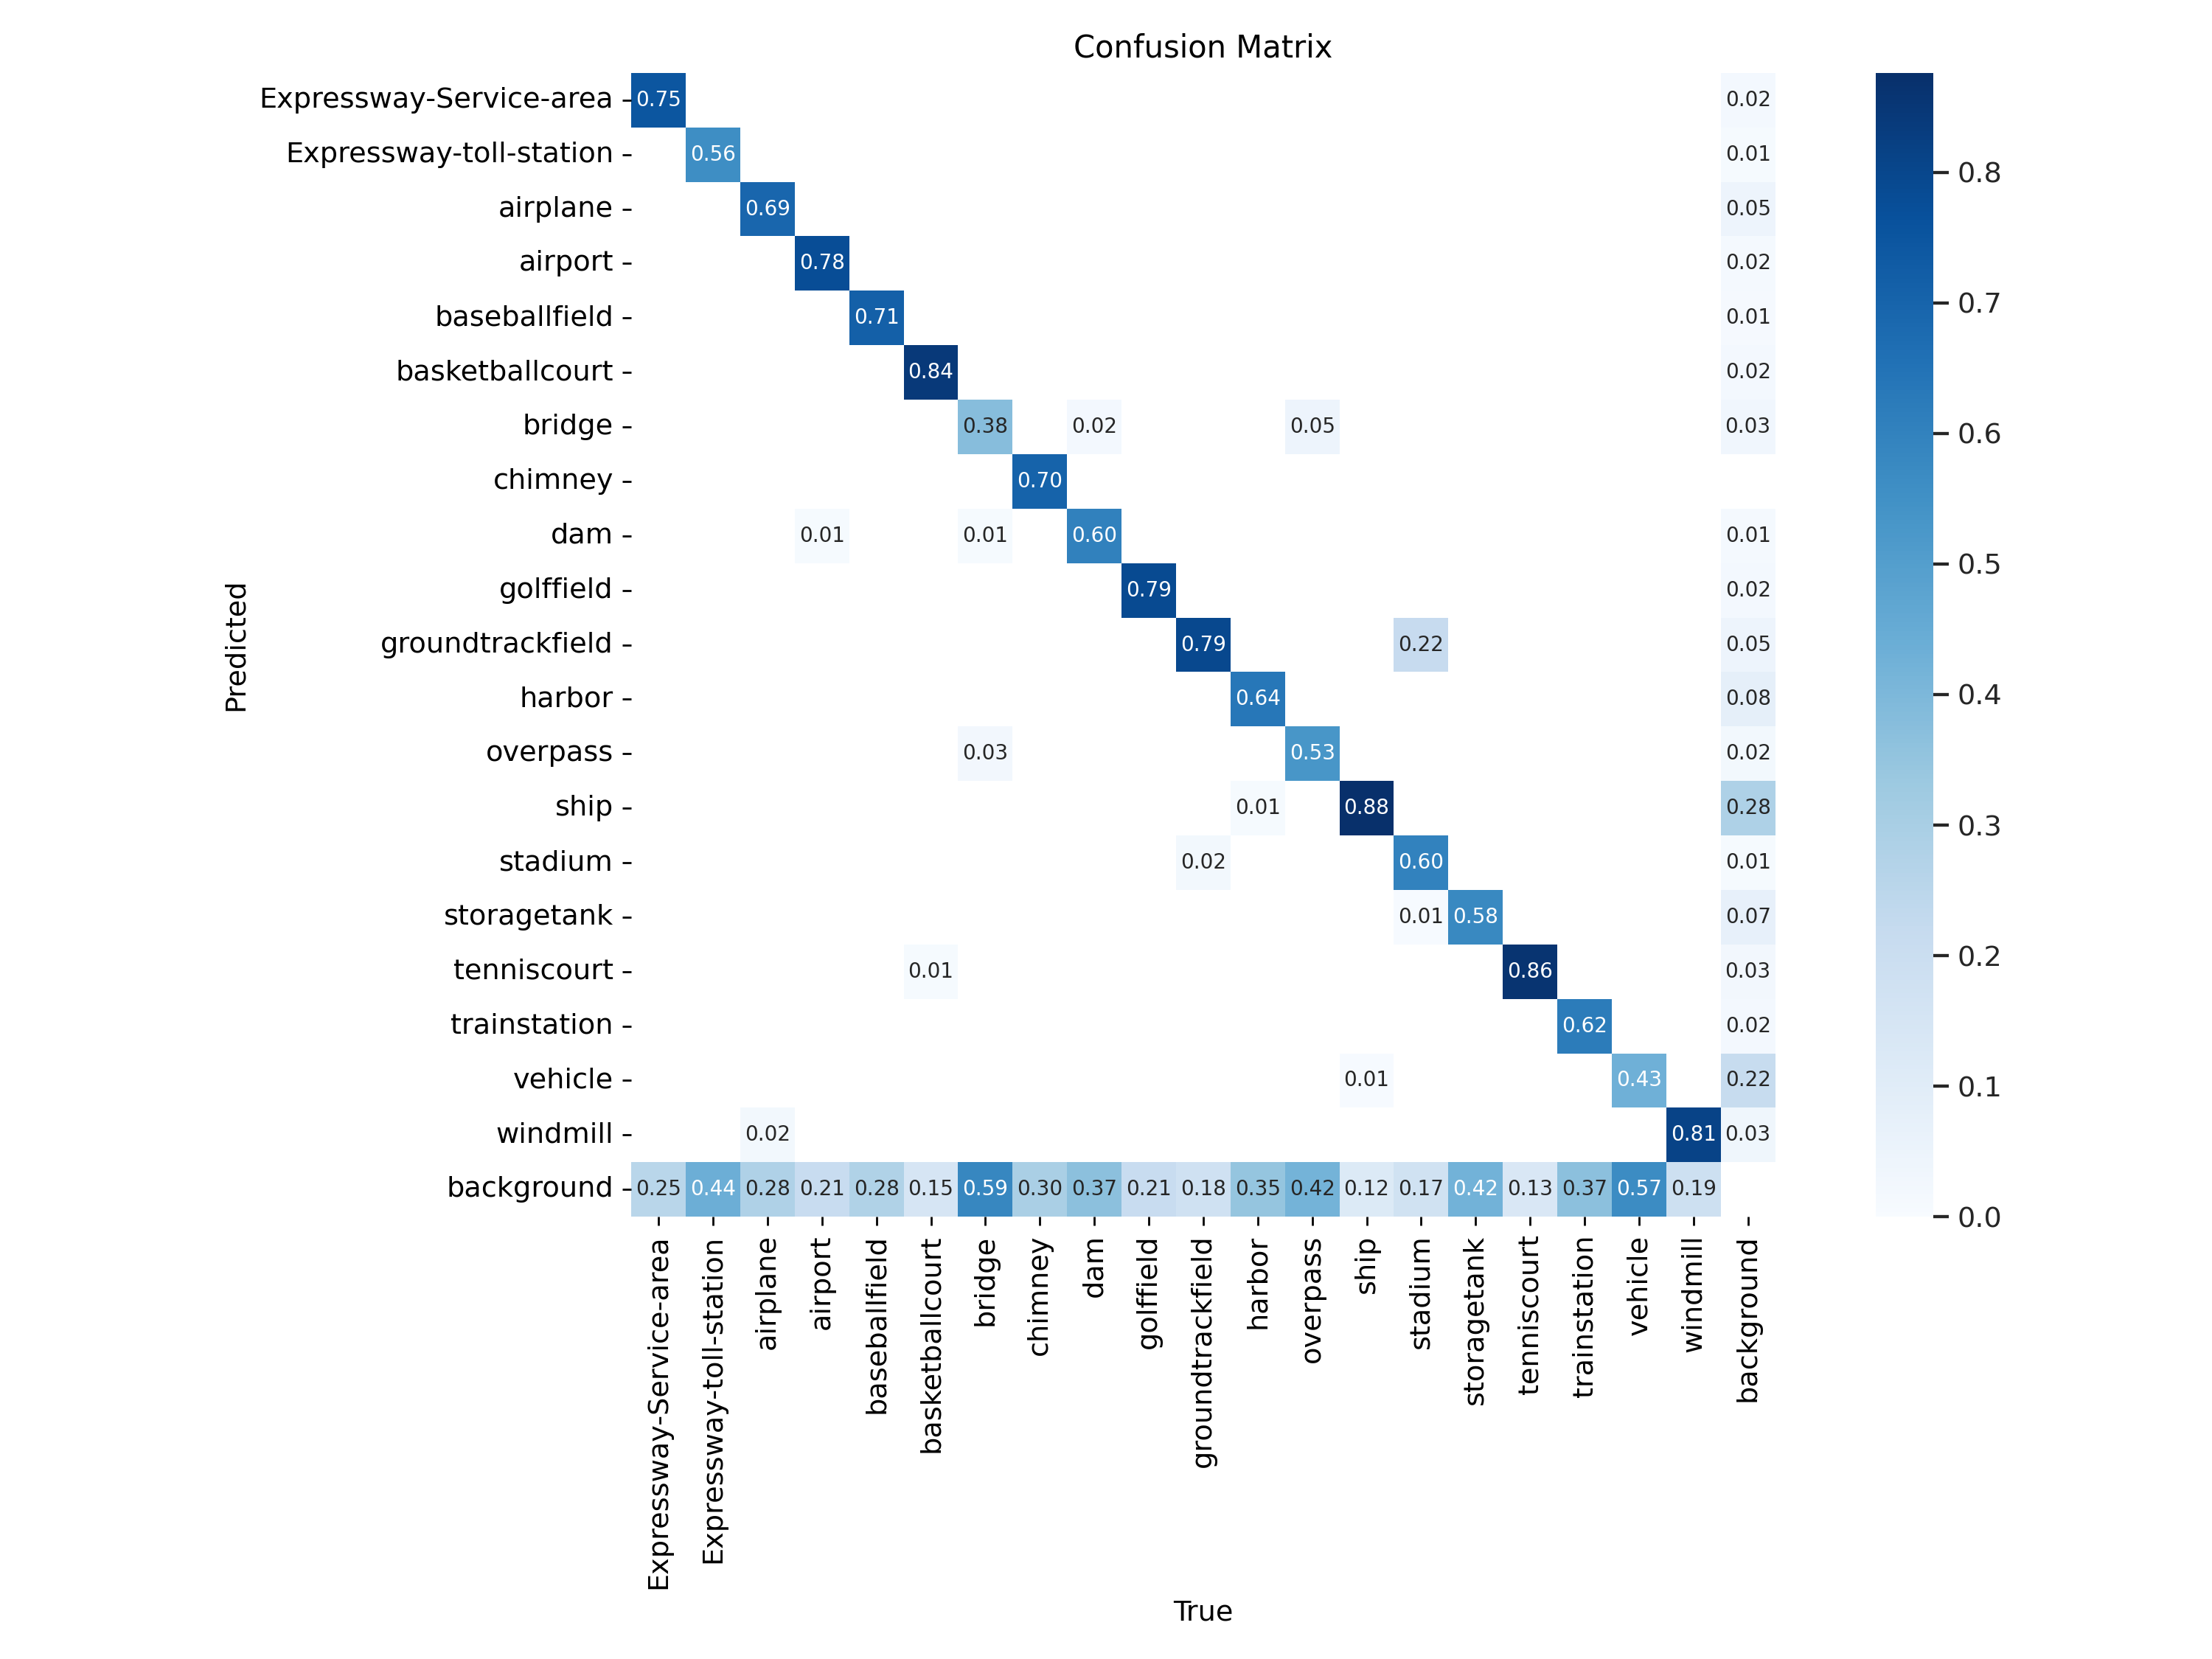 Confusion Matrix
Expressway-Service-area 0.75 0.02
Expressway-toll-station 0.56 0.01
airplane 0.69 0.05
airport 0.78 0.02
baseballfield 0.71 0.01
basketballcourt 0.84 0.02
bridge 0.38 0.02 0.05 0.03
chimney 0.70
dam 0.01 0.01 0.60 0.01
golffield 0.79 0.02
groundtrackfield 0.79 0.22 0.05
harbor 0.64 0.08
overpass 0.03 0.53 0.02
ship 0.01 0.88 0.28
stadium 0.02 0.60 0.01
storagetank 0.01 0.58 0.07
tenniscourt 0.01 0.86 0.03
trainstation 0.62 0.02
vehicle 0.01 0.43 0.22
windmill 0.02 0.81 0.03
background 0.25 0.44 0.28 0.21 0.28 0.15 0.59 0.30 0.37 0.21 0.18 0.35 0.42 0.12 0.17 0.42 0.13 0.37 0.57 0.19
Predicted
Expressway-Service-area
Expressway-toll-station
airplane
airport
baseballfield
basketballcourt
bridge
chimney
dam
golffield
groundtrackfield
harbor
overpass
ship
stadium
storagetank
tenniscourt
trainstation
vehicle
windmill
background
True
0.8
0.7
0.6
0.5
0.4
0.3
0.2
0.1
0.0